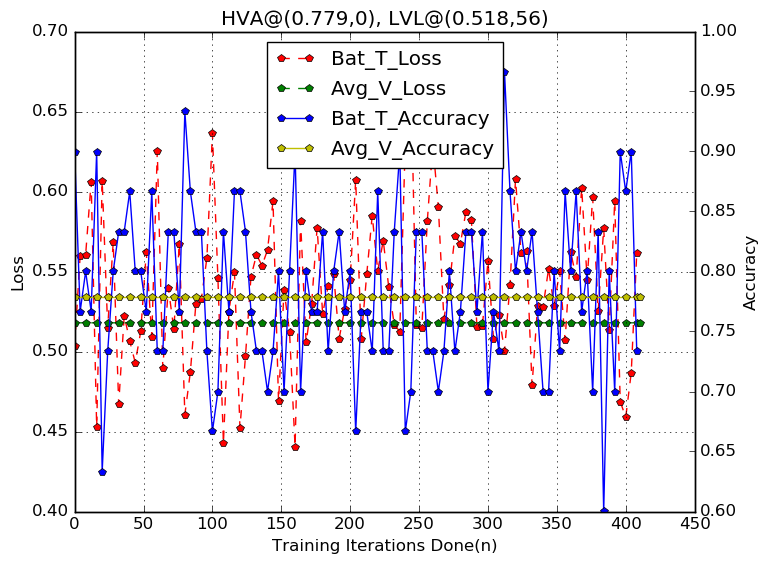 HVA@(0.779,0), LVL@(0.518,56)
Bat_T_Loss
Avg_V_Loss
Bat_T_Accuracy
Avg_V_Accuracy
Loss
0.70
0.65
0.60
0.55
0.50
0.45
0.40
1.00
0.95
0.90
0.85
0.80
0.75
0.70
0.65
0.60
Accuracy
0 50 100 150 200 250 300 350 400 450
Training Iterations Done(n)